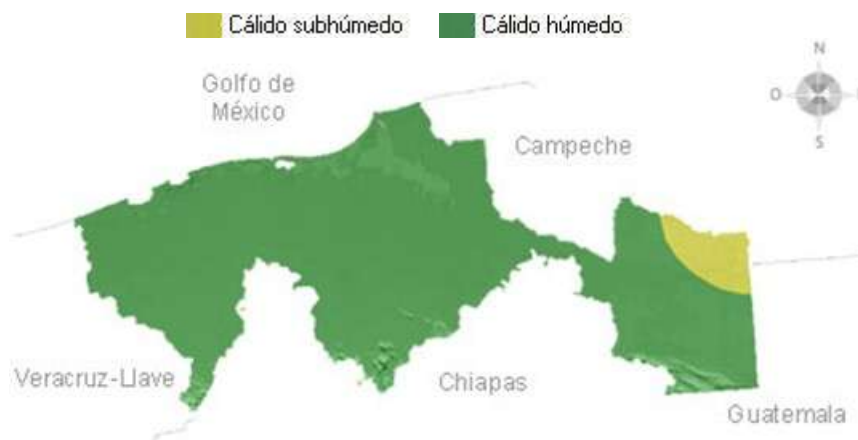 Cálido subhúmedo
Cálido húmedo
Golfo de
México
N
O
S
Campeche
Veracruz-Llave
Chiapas
Guatemala